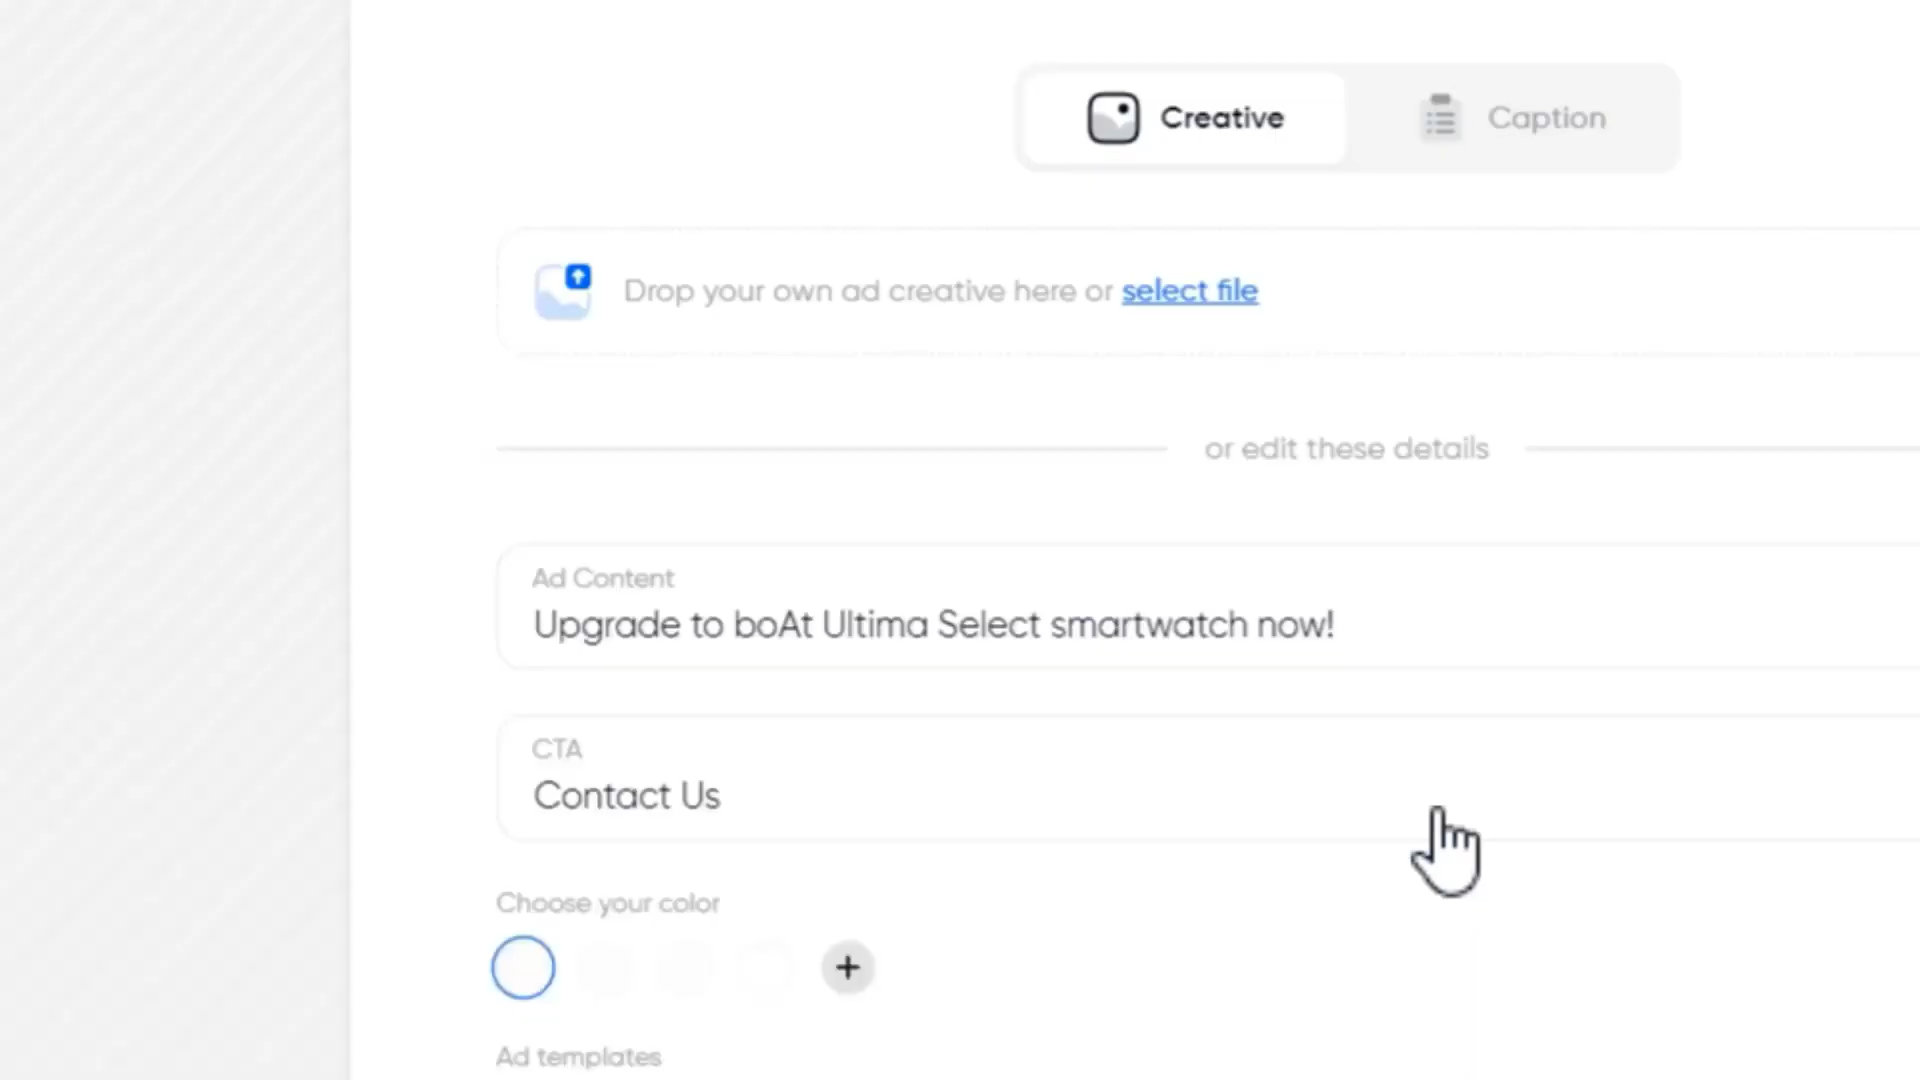 Creative
Caption
Drop your own ad creative here or select file
or edit these details
Ad Content
Upgrade to boAt Ultima Select smartwatch now!
CTA
Contact Us
Choose your color
+
Ad templates